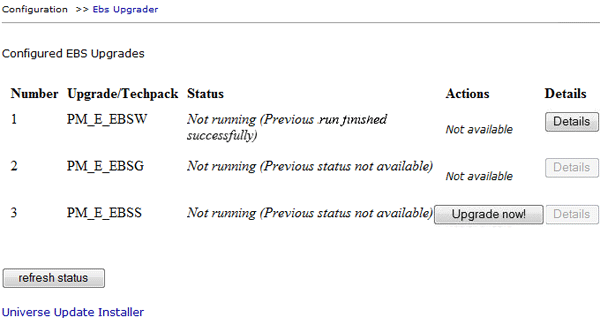 Configuration >> Ebs Upgrader
Configured EBS Upgrades
Number Upgrade/Techpack Status Actions Details
1 PM_E_EBSW Not running (Previous run finished Not available Details
successfully)
2 PM_E_EBSG Not running (Previous status not available) Not available Details
3 PM_E_EBSS Not running (Previous status not available) Upgrade now! Details
refresh status
Universe Update Installer